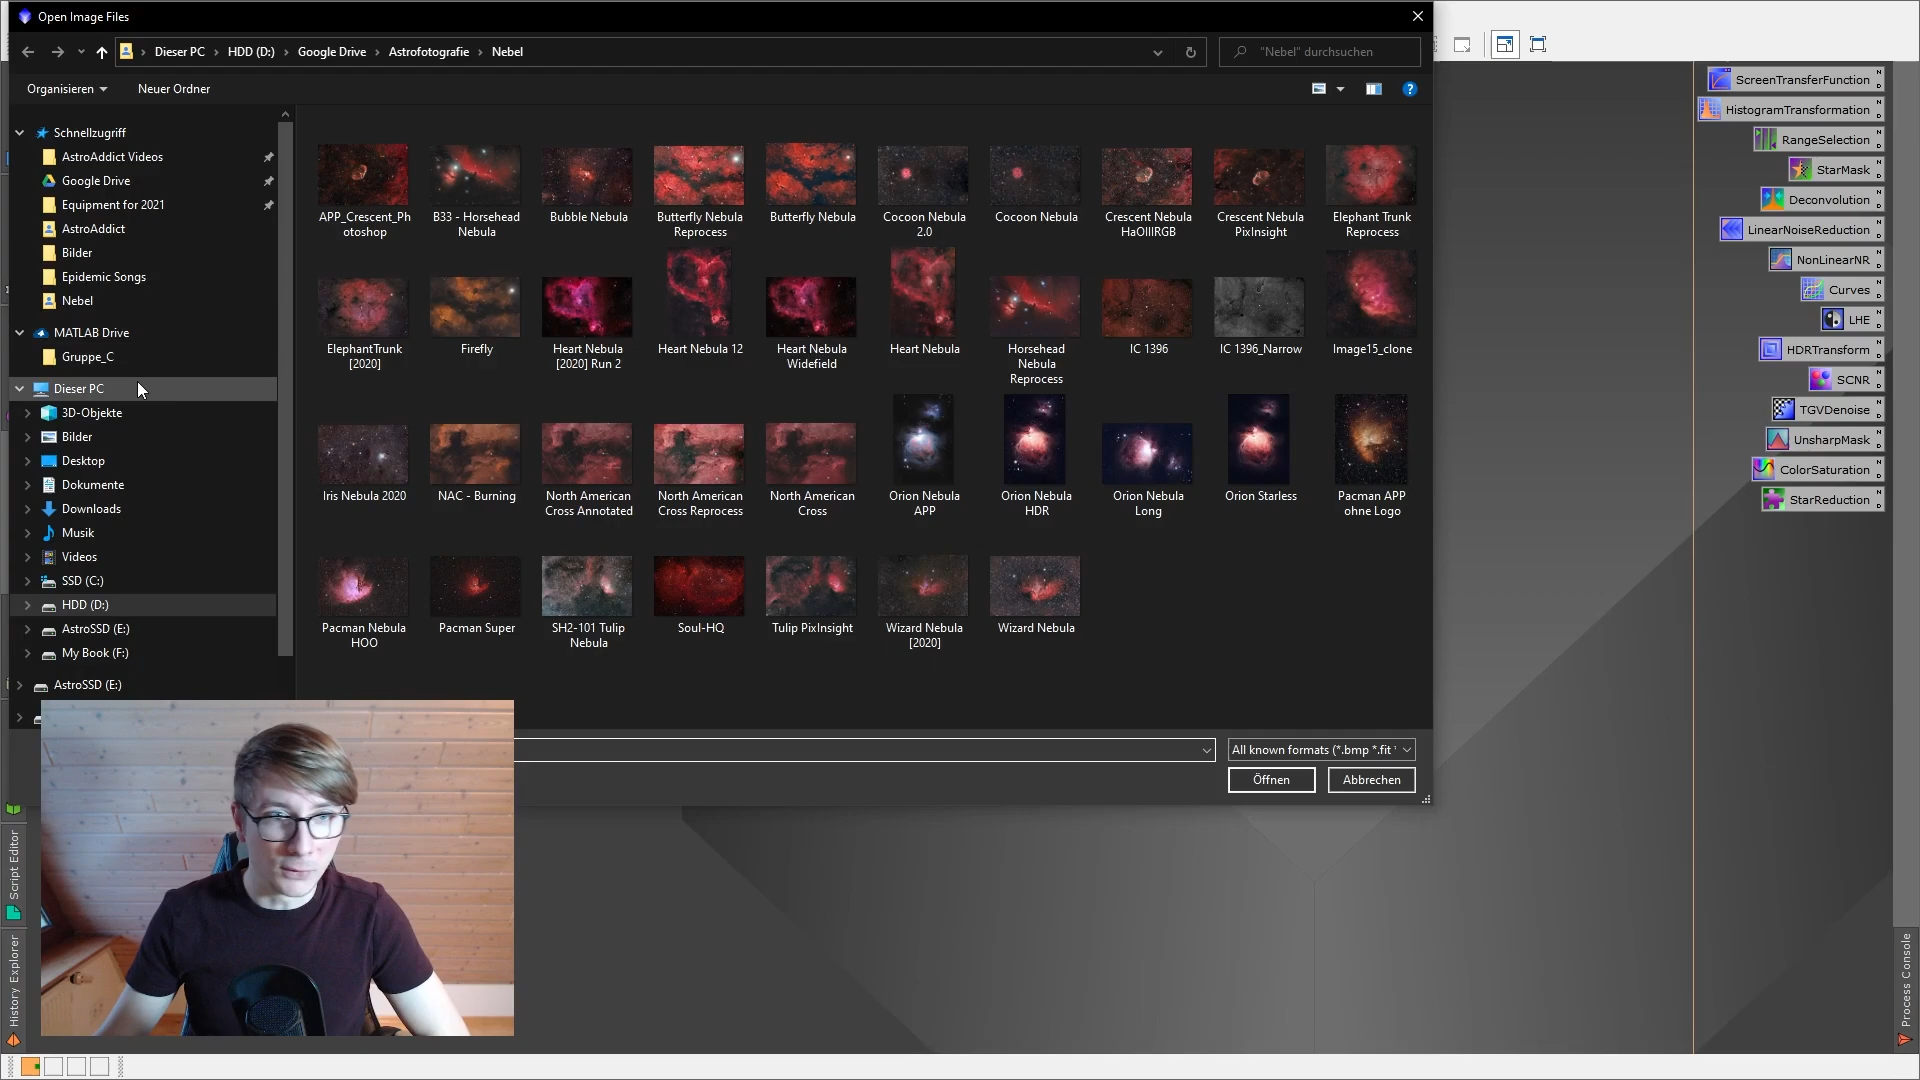 Open Image Files
Dieser PC > HDD (D:) > Google Drive > Astrofotografie > Nebel
"Nebel" durchsuchen
Organisieren
Neuer Ordner
Schnellzugriff
AstroAddict Videos
Google Drive
Equipment for 2021
AstroAddict
Bilder
Epidemic Songs
Nebel
MATLAB Drive
Gruppe_C
Dieser PC
3D-Objekte
Bilder
Desktop
Dokumente
Downloads
Musik
Videos
SSD (C:)
HDD (D:)
AstroSSD (E:)
My Book (F:)
AstroSSD (E:)
APP_Crescent_Ph
otoshop
B33 - Horsehead
Nebula
Bubble Nebula
Butterfly Nebula
Reprocess
Butterfly Nebula
Cocoon Nebula
2.0
Cocoon Nebula
Crescent Nebula
HaOIIIRGB
Crescent Nebula
PixInsight
Elephant Trunk
Reprocess
ElephantTrunk
[2020]
Firefly
Heart Nebula
[2020] Run 2
Heart Nebula 12
Heart Nebula
Widefield
Heart Nebula
Horsehead
Nebula
Reprocess
IC 1396
IC 1396_Narrow
Image15_clone
Iris Nebula 2020
NAC - Burning
North American
Cross Annotated
North American
Cross Reprocess
North American
Cross
Orion Nebula
APP
Orion Nebula
HDR
Orion Nebula
Long
Orion Starless
Pacman APP
ohne Logo
Pacman Nebula
HOO
Pacman Super
SH2-101 Tulip
Nebula
Soul-HQ
Tulip PixInsight
Wizard Nebula
[2020]
Wizard Nebula
All known formats (*.bmp *.fit
Öffnen
Abbrechen
ScreenTransferFunction
HistogramTransformation
RangeSelection
StarMask
Deconvolution
LinearNoiseReduction
NonLinearNR
Curves
LHE
HDRTransform
SCNR
TGVDenoise
UnsharpMask
ColorSaturation
StarReduction
Script Editor
History Explorer
Process Console